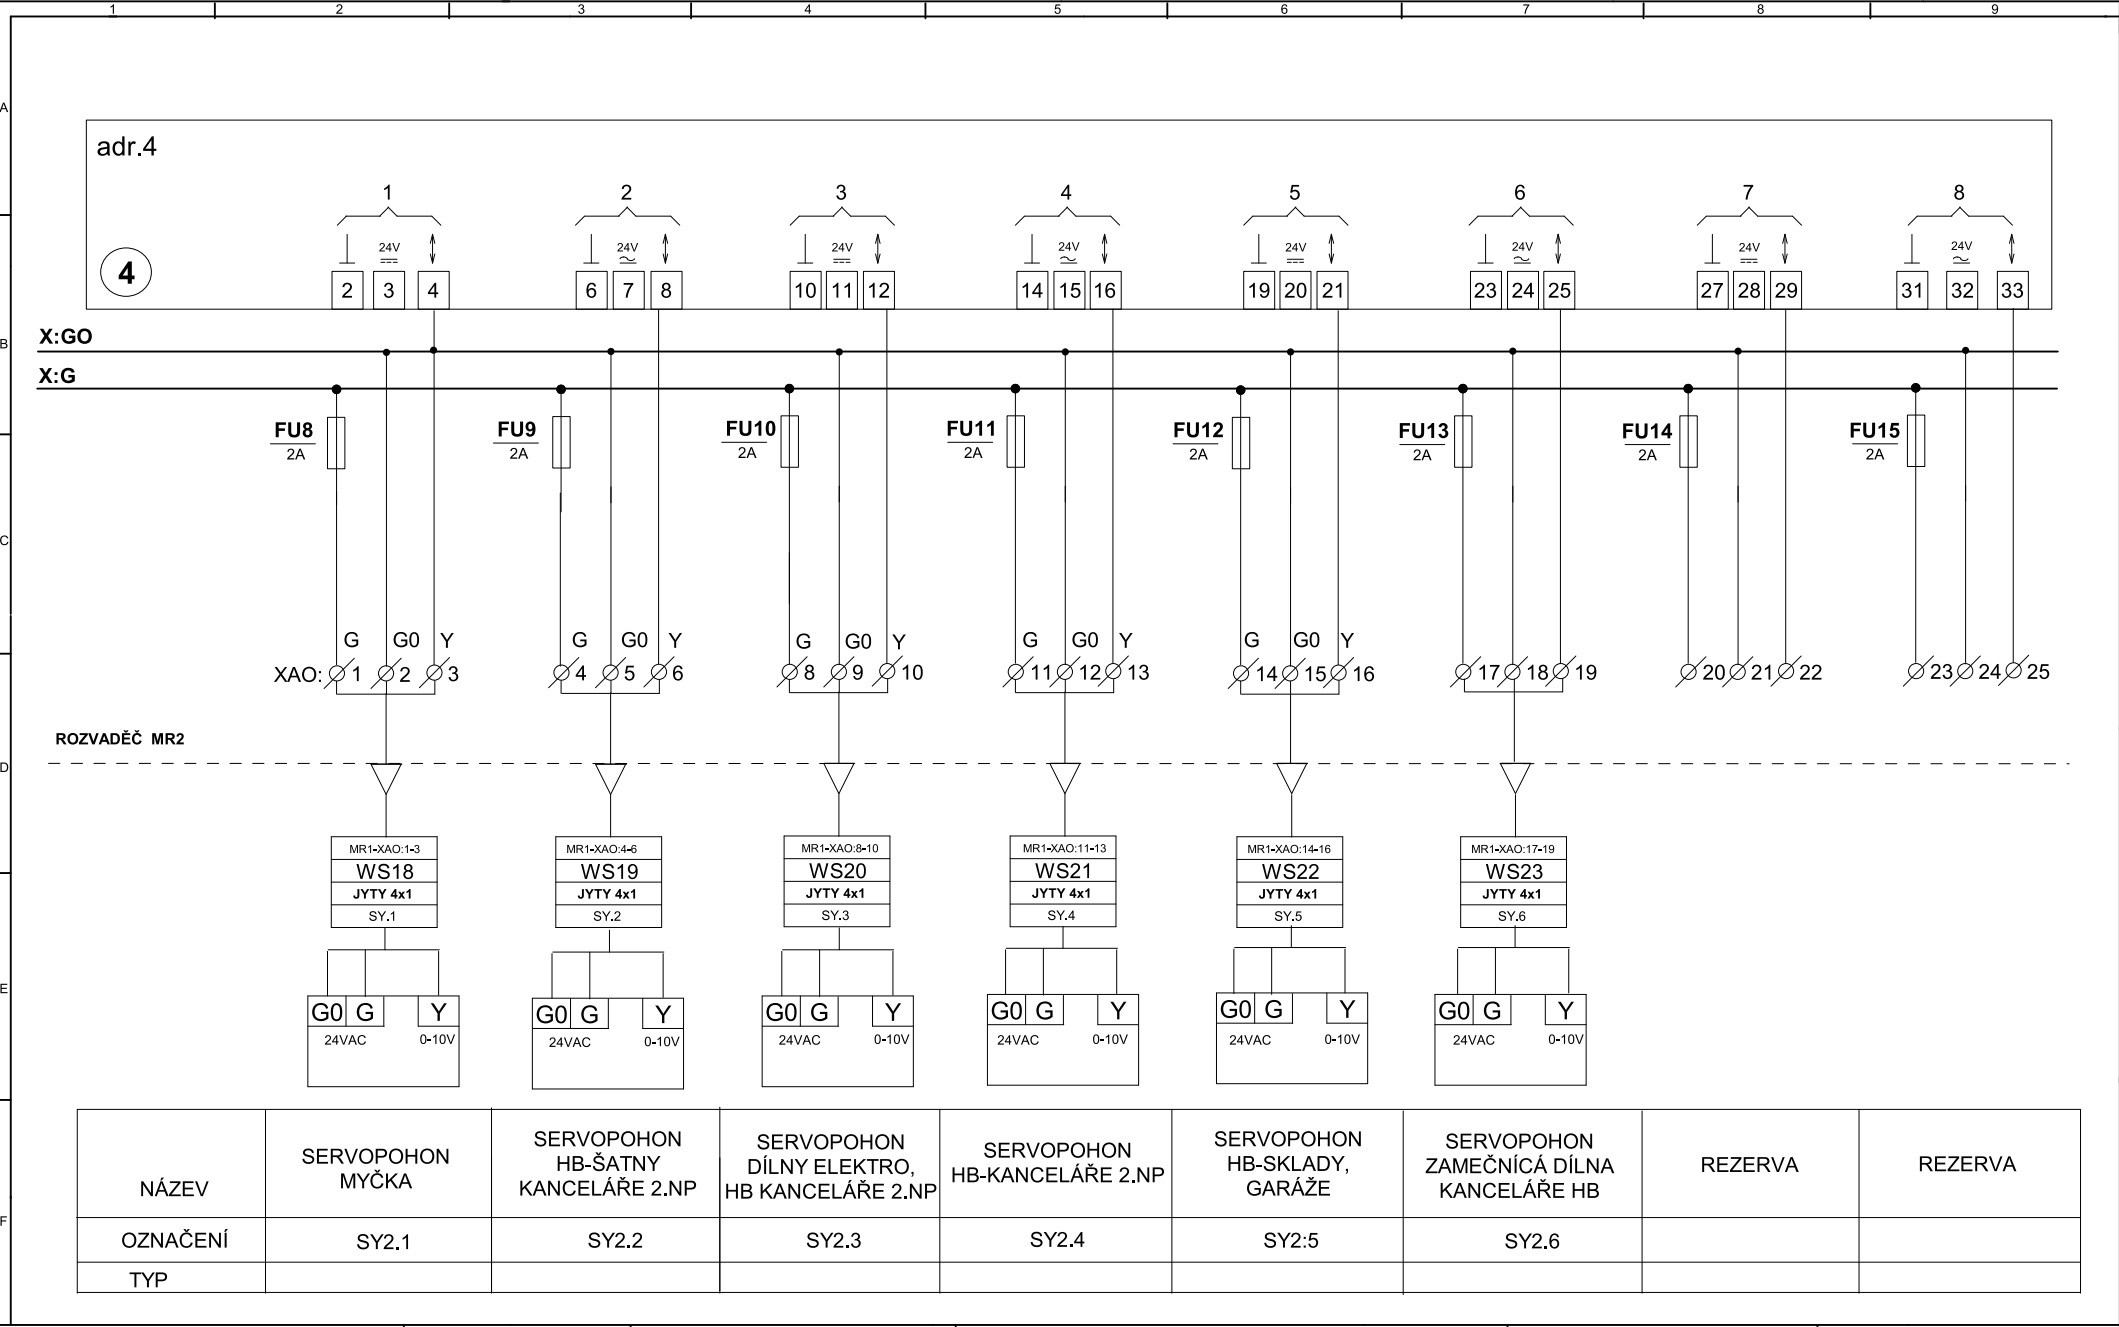 1 2 3 4 5 6 7 8 9
A
adr.4
1 2 3 4 5 6 7 8
24V 24V 24V 24V 24V 24V 24V 24V
4
2 3 4 6 7 8 10 11 12 14 15 16 19 20 21 23 24 25 27 28 29 31 32 33
X:GO
B
X:G
FU8 FU9 FU10 FU11 FU12 FU13 FU14 FU15
2A 2A 2A 2A 2A 2A 2A 2A
C
G G0 Y G G0 Y G G0 Y G G0 Y G G0 Y
XAO: 1 2 3 4 5 6 8 9 10 11 12 13 14 15 16 17 18 19 20 21 22 23 24 25
ROZVADĚČ MR2
D
MR1-XAO:1-3 MR1-XAO:4-6 MR1-XAO:8-10 MR1-XAO:11-13 MR1-XAO:14-16 MR1-XAO:17-19
WS18 WS19 WS20 WS21 WS22 WS23
JYTY 4x1 JYTY 4x1 JYTY 4x1 JYTY 4x1 JYTY 4x1 JYTY 4x1
SY.1 SY.2 SY.3 SY.4 SY.5 SY.6
E
G0 G Y G0 G Y G0 G Y G0 G Y G0 G Y G0 G Y
24VAC 0-10V 24VAC 0-10V 24VAC 0-10V 24VAC 0-10V 24VAC 0-10V 24VAC 0-10V
NÁZEV
SERVOPOHON
MYČKA
SERVOPOHON
HB-ŠATNY
KANCELÁŘE 2.NP
SERVOPOHON
DÍLNY ELEKTRO,
HB KANCELÁŘE 2.NP
SERVOPOHON
HB-KANCELÁŘE 2.NP
SERVOPOHON
HB-SKLADY,
GARÁŽE
SERVOPOHON
ZAMEČNÍCÁ DÍLNA
KANCELÁŘE HB
REZERVA
REZERVA
F
OZNAČENÍ SY2.1 SY2.2 SY2.3 SY2.4 SY2:5 SY2.6
TYP